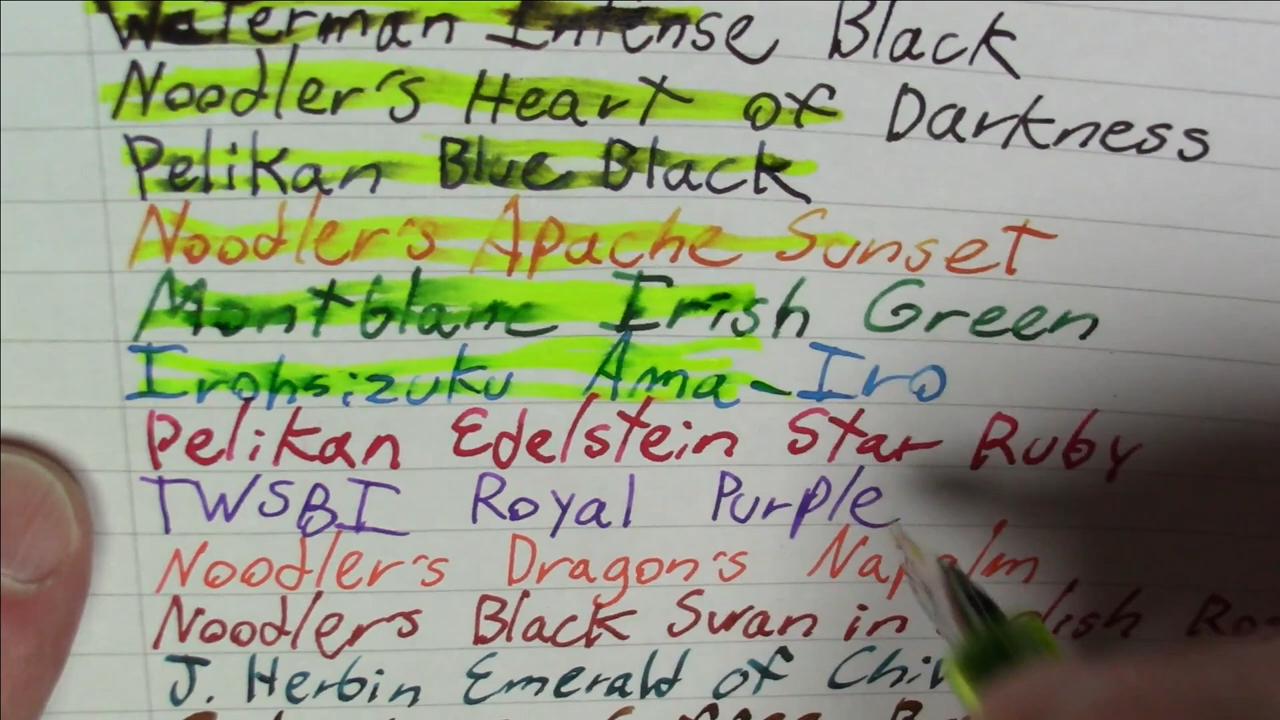 Waterman Intense Black
Noodler's Heart of Darkness
Pelikan Blue Black
Noodler's Apache Sunset
Montblanc Irish Green
Irohsizuku Ama-Iro
Pelikan Edelstein Star Ruby
TWSBI Royal Purple
Noodler's Dragon's
Noodlers Black Swan in
J. Herbin Emerald of